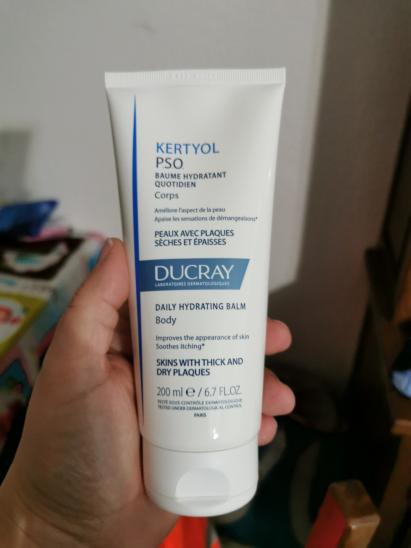 KERTYOL
P.S.O
BAUME HYDRATANT
QUOTIDIEN
Corps
Améliore l'aspect de la peau
Apaise les sensations de démangeaisons*
PEAUX AVEC PLAQUES
SÈCHES ET ÉPAISSES
DUCRAY
LABORATOIRES DERMATOLOGIQUES
DAILY HYDRATING BALM
Body
Improves the appearance of skin
Soothes itching*
SKINS WITH THICK AND
DRY PLAQUES
200 ml e / 6.7 FL.OZ.
TESTÉ SOUS CONTRÔLE DERMATOLOGIQUE
TESTED UNDER DERMATOLOGICAL CONTROL
PARIS